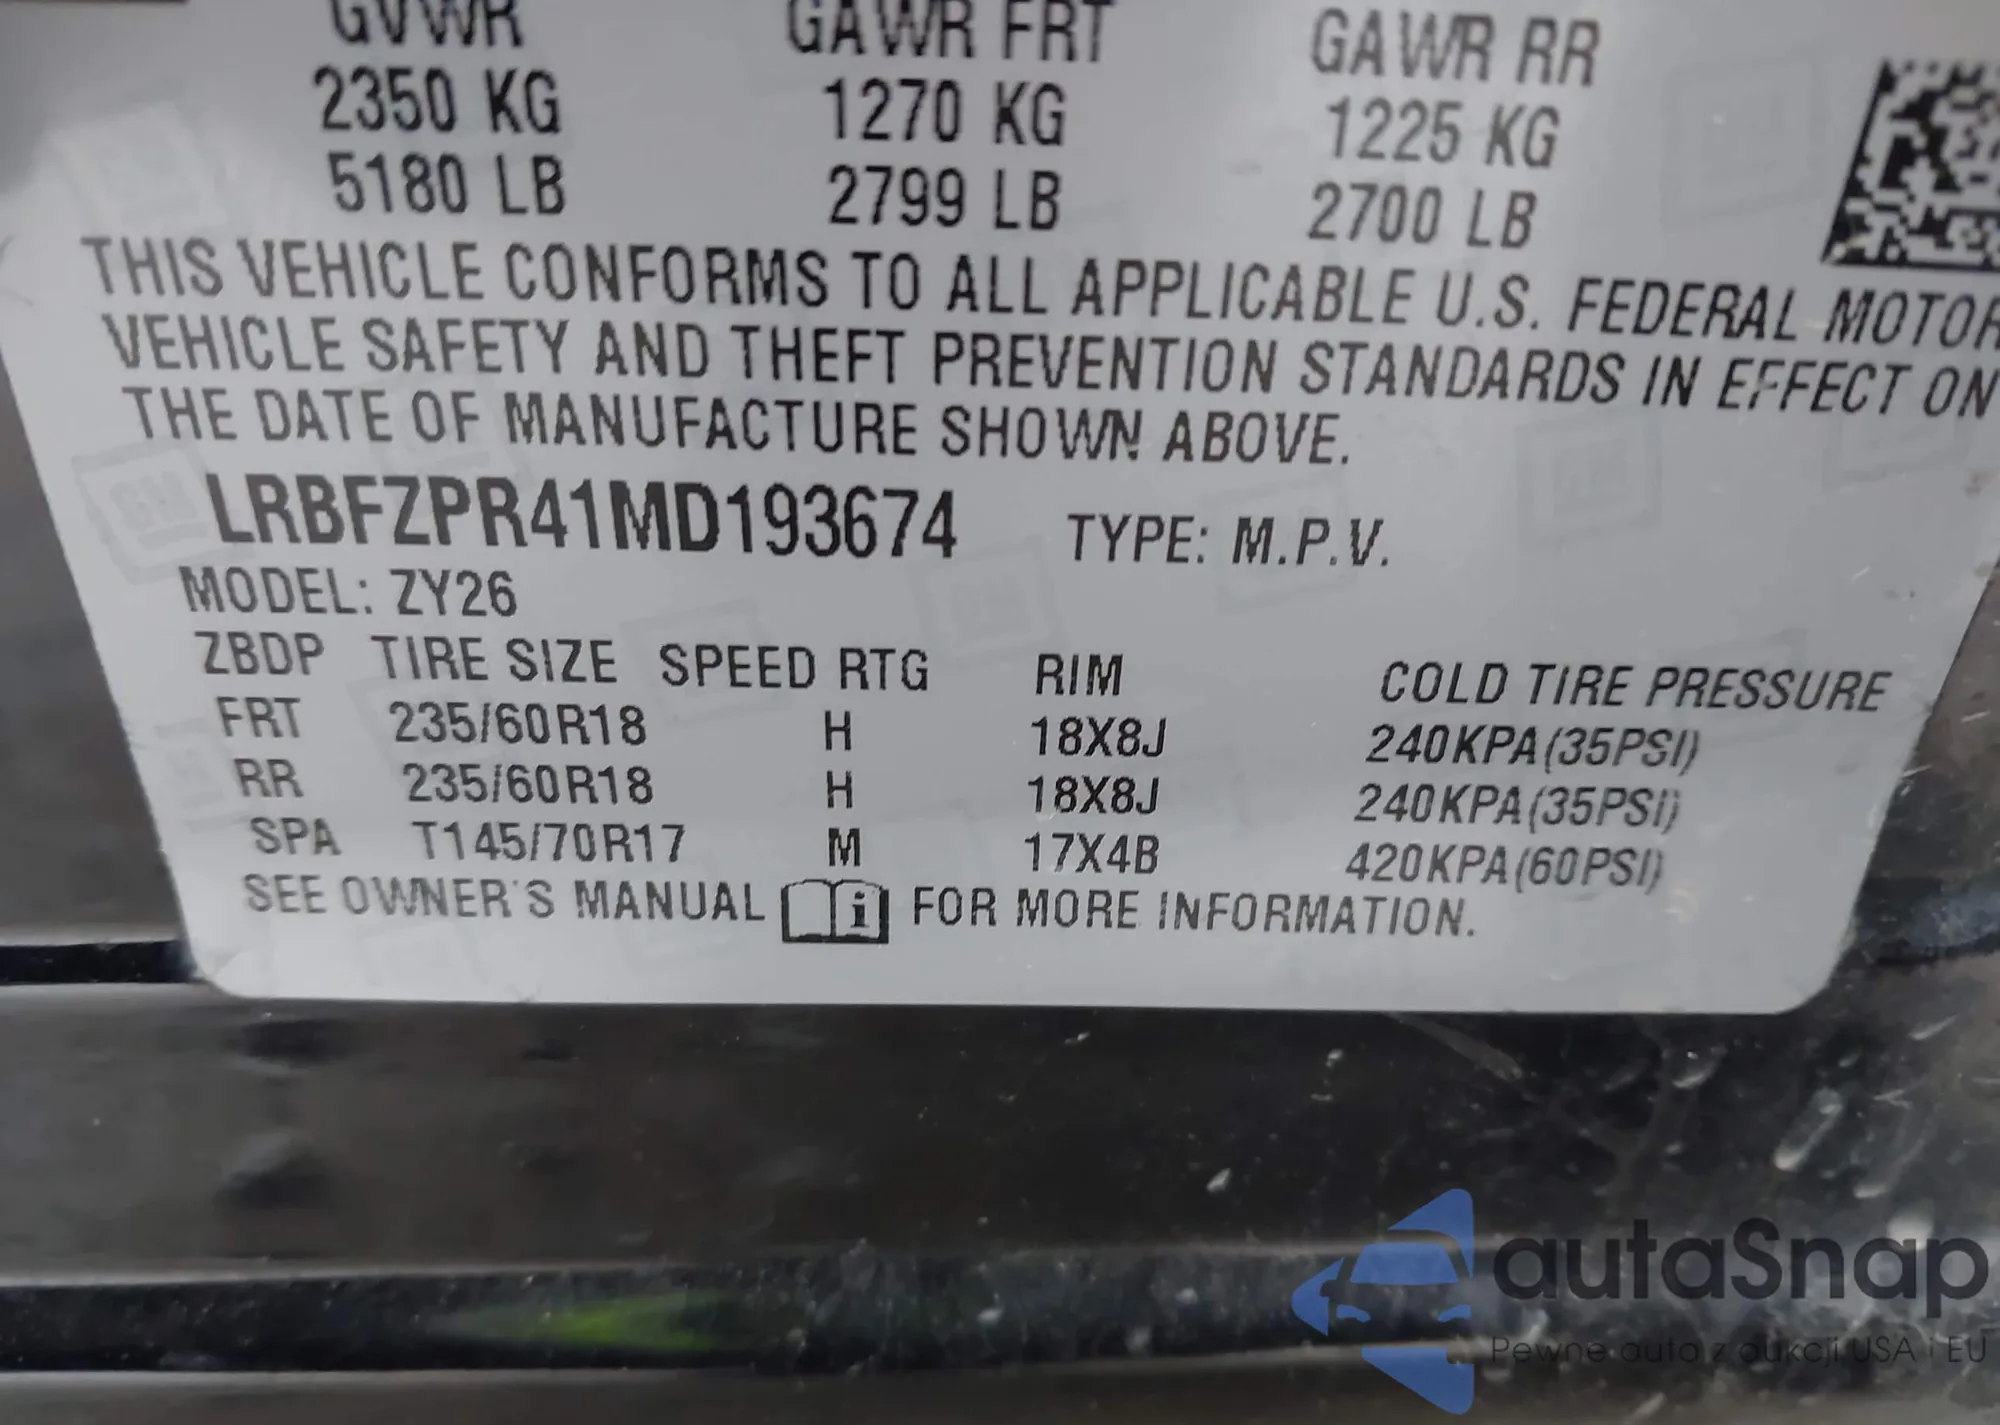 GVWR GAWR FRT GAWR RR
2350 KG 1270 KG 1225 KG
5180 LB 2799 LB 2700 LB
THIS VEHICLE CONFORMS TO ALL APPLICABLE U.S. FEDERAL MOTOR
VEHICLE SAFETY AND THEFT PREVENTION STANDARDS IN EFFECT ON
THE DATE OF MANUFACTURE SHOWN ABOVE.
LRBFZPR41MD193674 TYPE: M.P.V.
MODEL: ZY26
ZBDP TIRE SIZE SPEED RTG RIM COLD TIRE PRESSURE
FRT 235/60R18 H 18X8J 240KPA(35PSI)
RR 235/60R18 H 18X8J 240KPA(35PSI)
SPA T145/70R17 M 17X4B 420KPA(60PSI)
SEE OWNER'S MANUAL i FOR MORE INFORMATION.
autaSnap
Pewne auta z aukcji USA i EU